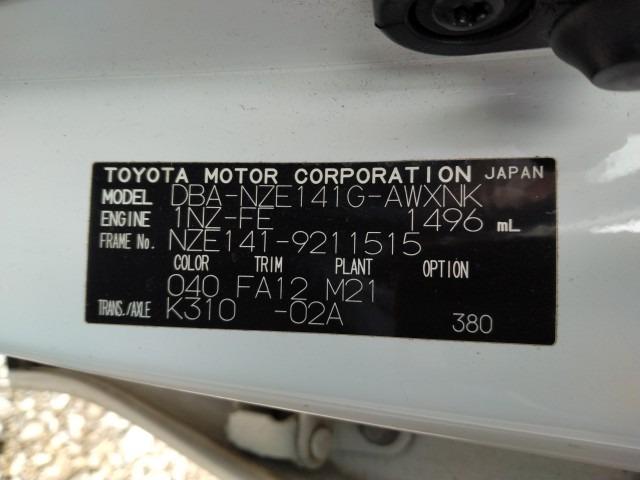 TOYOTA MOTOR CORPORATION JAPAN
MODEL DBA-NZE141G-AWXNK
ENGINE 1NZ-FE 1496 mL
FRAME No. NZE141-9211515
COLOR TRIM PLANT OPTION
040 FA12 M21
TRANS./AXLE K310 -02A
380